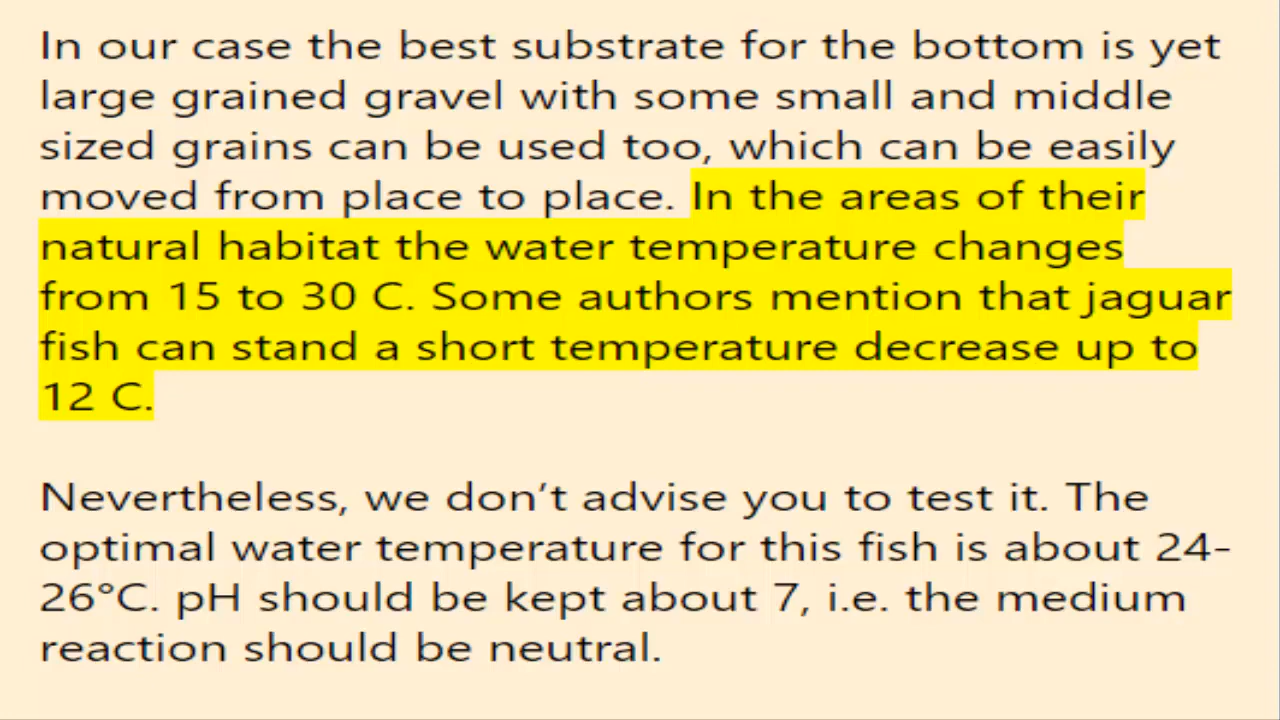 In our case the best substrate for the bottom is yet
large grained gravel with some small and middle
sized grains can be used too, which can be easily
moved from place to place. In the areas of their
natural habitat the water temperature changes
from 15 to 30 C. Some authors mention that jaguar
fish can stand a short temperature decrease up to
12 C.
Nevertheless, we don’t advise you to test it. The
optimal water temperature for this fish is about 24-
26°C. pH should be kept about 7, i.e. the medium
reaction should be neutral.